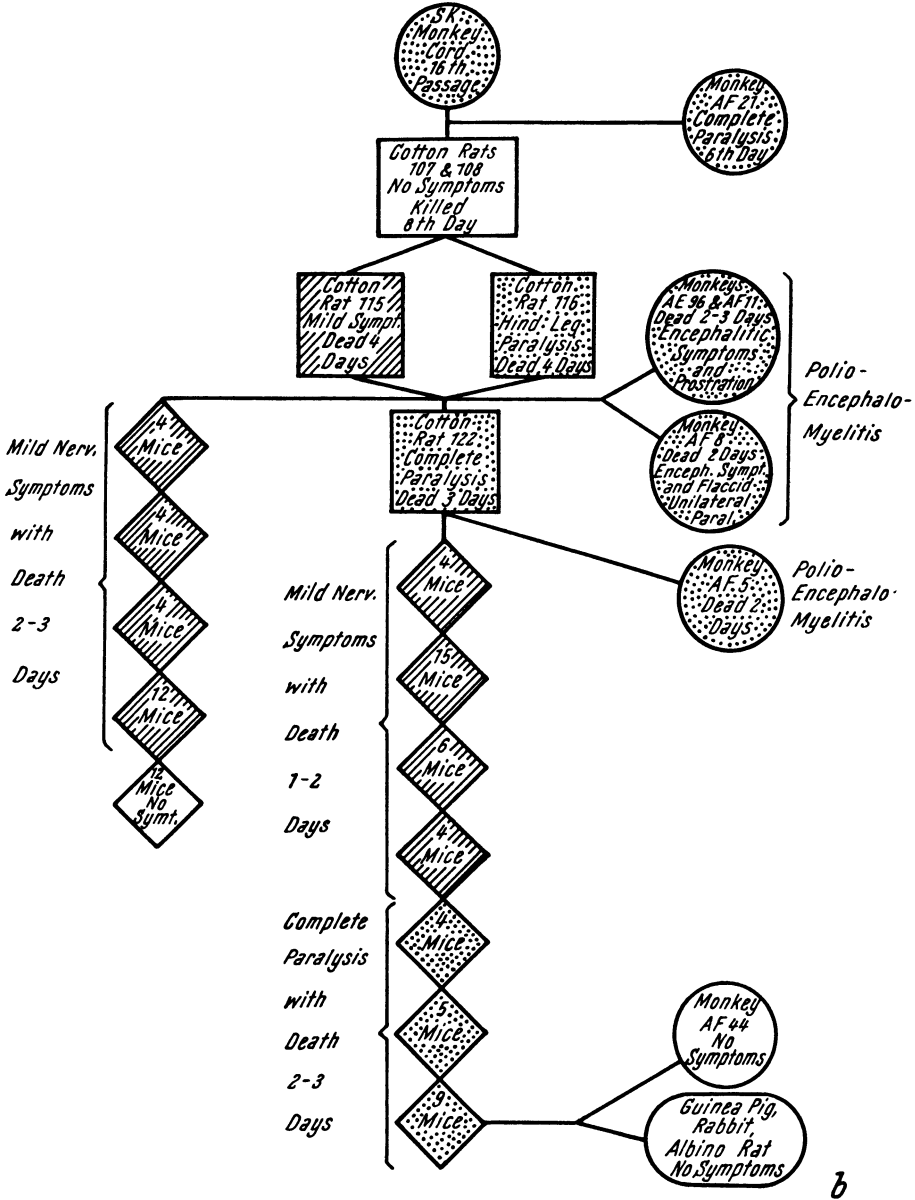 SK
Monkey
Cord
16th
Passage
Monkey
AF 21
Complete
Paralysis
6th Day
Cotton Rats
107 & 108
No Symptoms
Killed
8th Day
Cotton
Rat 115
Mild Sympt.
Dead 4
Days
Cotton
Rat 116
Hind Leg
Paralysis
Dead 4 Days
Monkeys
AE 96 & AF 11
Dead 2-3 Days
Encephalitic
Symptoms
and
Prostration
Polio-
Encephalo-
Myelitis
Monkey
AF 8
Dead 2 Days
Enceph. Sympt.
and Flaccid
Unilateral
Paral.
Cotton
Rat 122
Complete
Paralysis
Dead 3 Days
Mild Nerv.
Symptoms
with
Death
2-3
Days
4
Mice
4
Mice
4
Mice
12
Mice
12
Mice
No
Symt.
Monkey
AF 5
Dead 2
Days
Polio-
Encephalo-
Myelitis
Mild Nerv.
Symptoms
with
Death
1-2
Days
4
Mice
15
Mice
6
Mice
4
Mice
Complete
Paralysis
with
Death
2-3
Days
4
Mice
5
Mice
9
Mice
Monkey
AF 44
No
Symptoms
Guinea Pig,
Rabbit,
Albino Rat
No Symptoms
b